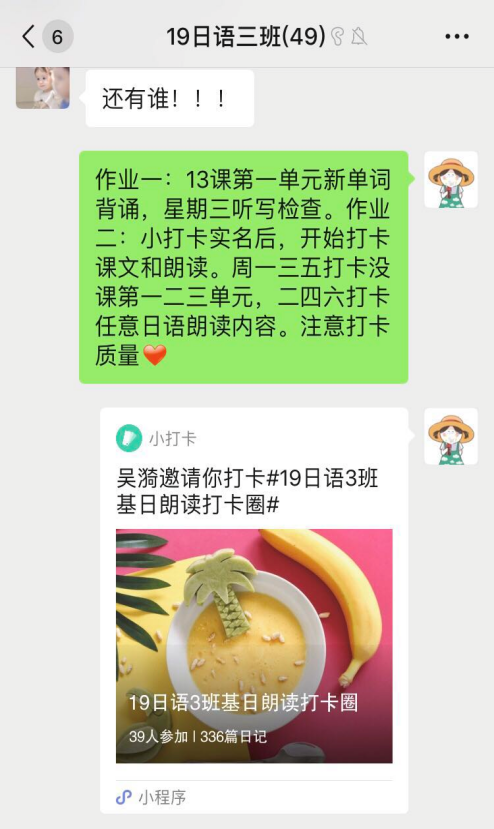 6
19日语三班(49)
还有谁！！！
作业一：13课第一单元新单词
背诵，星期三听写检查。作业
二：小打卡实名后，开始打卡
课文和朗读。周一三五打卡没
课第一二三单元，二四六打卡
任意日语朗读内容。注意打卡
质量❤️
小打卡
吴漪邀请你打卡#19日语3班
基日朗读打卡圈#
19日语3班基日朗读打卡圈
39人参加 | 336篇日记
小程序